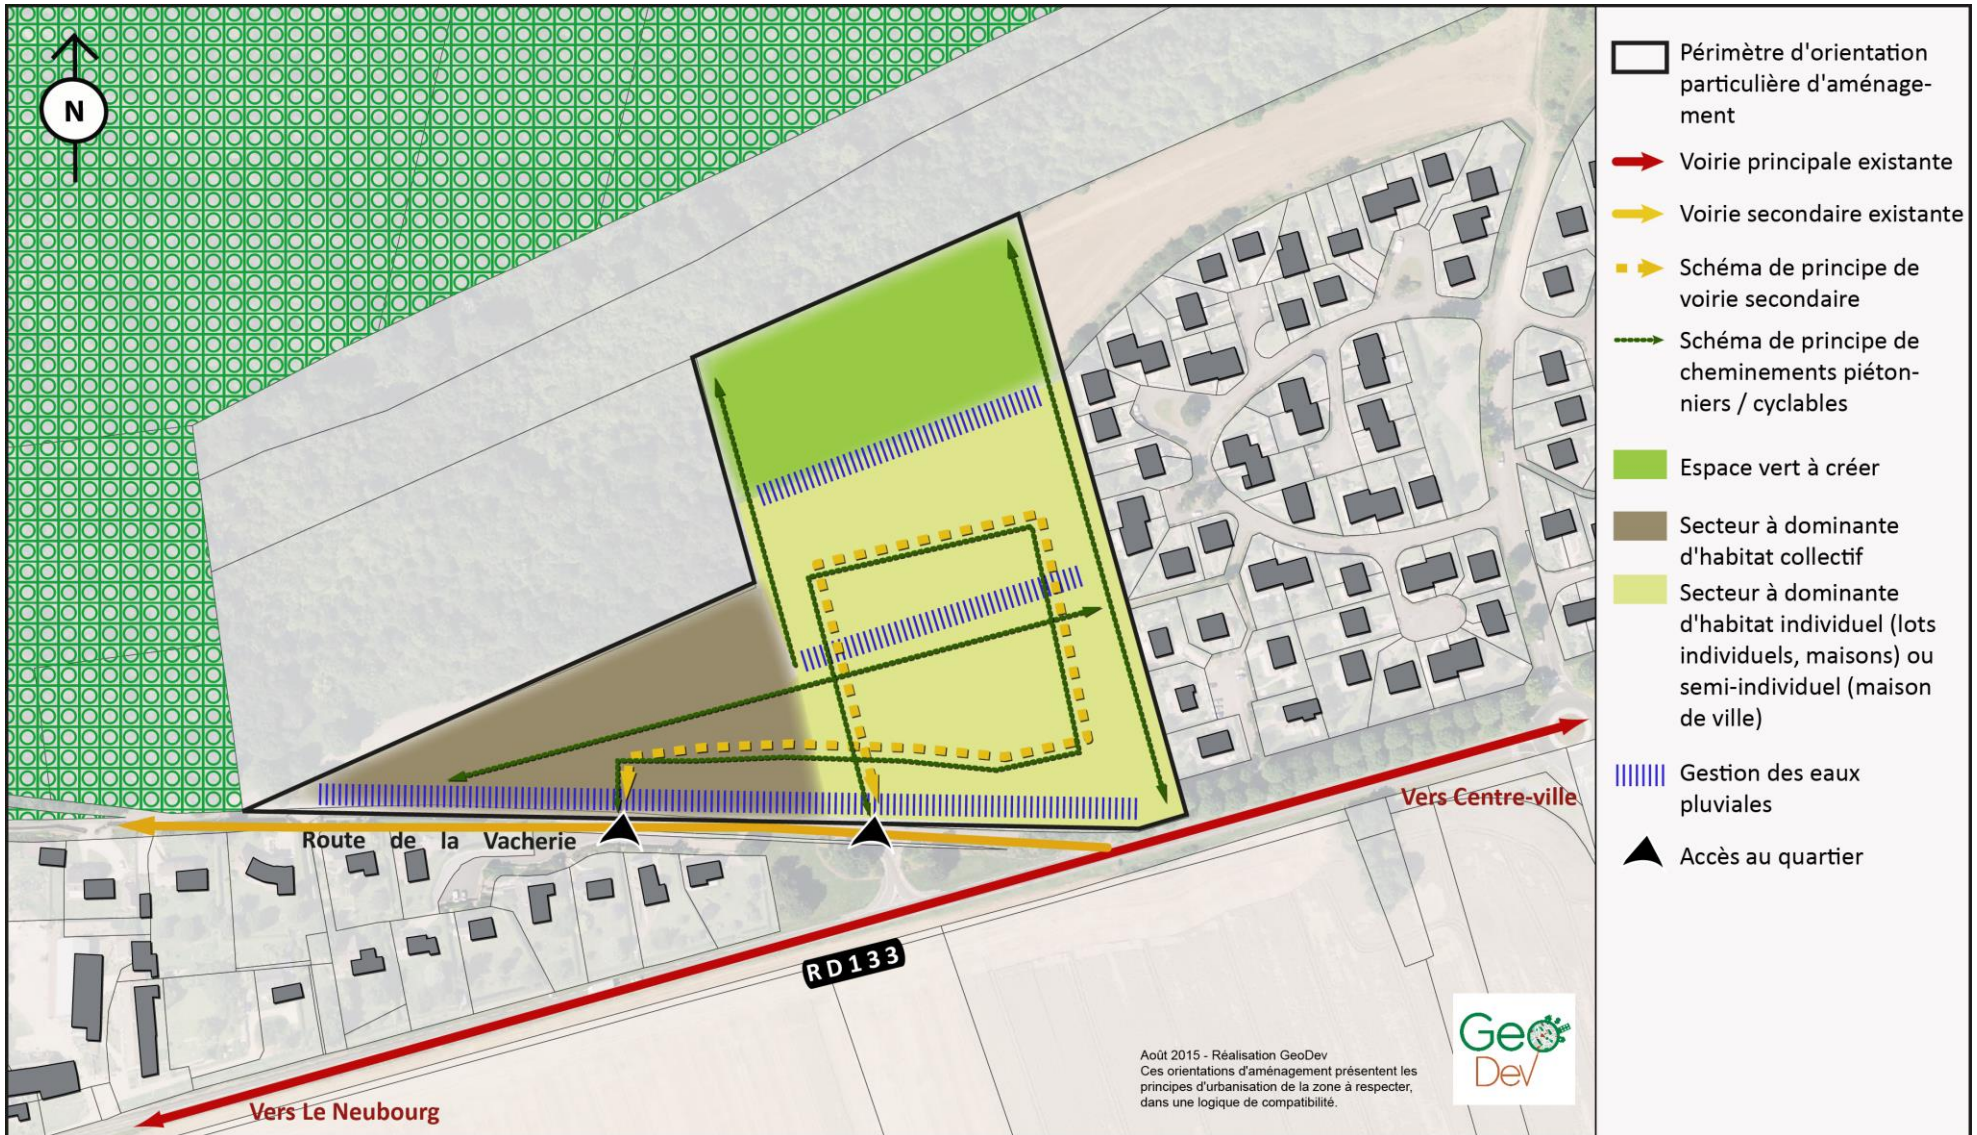 N
Route de la Vacherie
RD133
Vers Centre-ville
Vers Le Neubourg
Août 2015 - Réalisation GeoDev
Ces orientations d'aménagement présentent les
principes d'urbanisation de la zone à respecter,
dans une logique de compatibilité.
Geo
Dev
Périmètre d'orientation
particulière d'aménage-
ment
Voirie principale existante
Voirie secondaire existante
Schéma de principe de
voirie secondaire
Schéma de principe de
cheminements piéton-
niers / cyclables
Espace vert à créer
Secteur à dominante
d'habitat collectif
Secteur à dominante
d'habitat individuel (lots
individuels, maisons) ou
semi-individuel (maison
de ville)
Gestion des eaux
pluviales
Accès au quartier